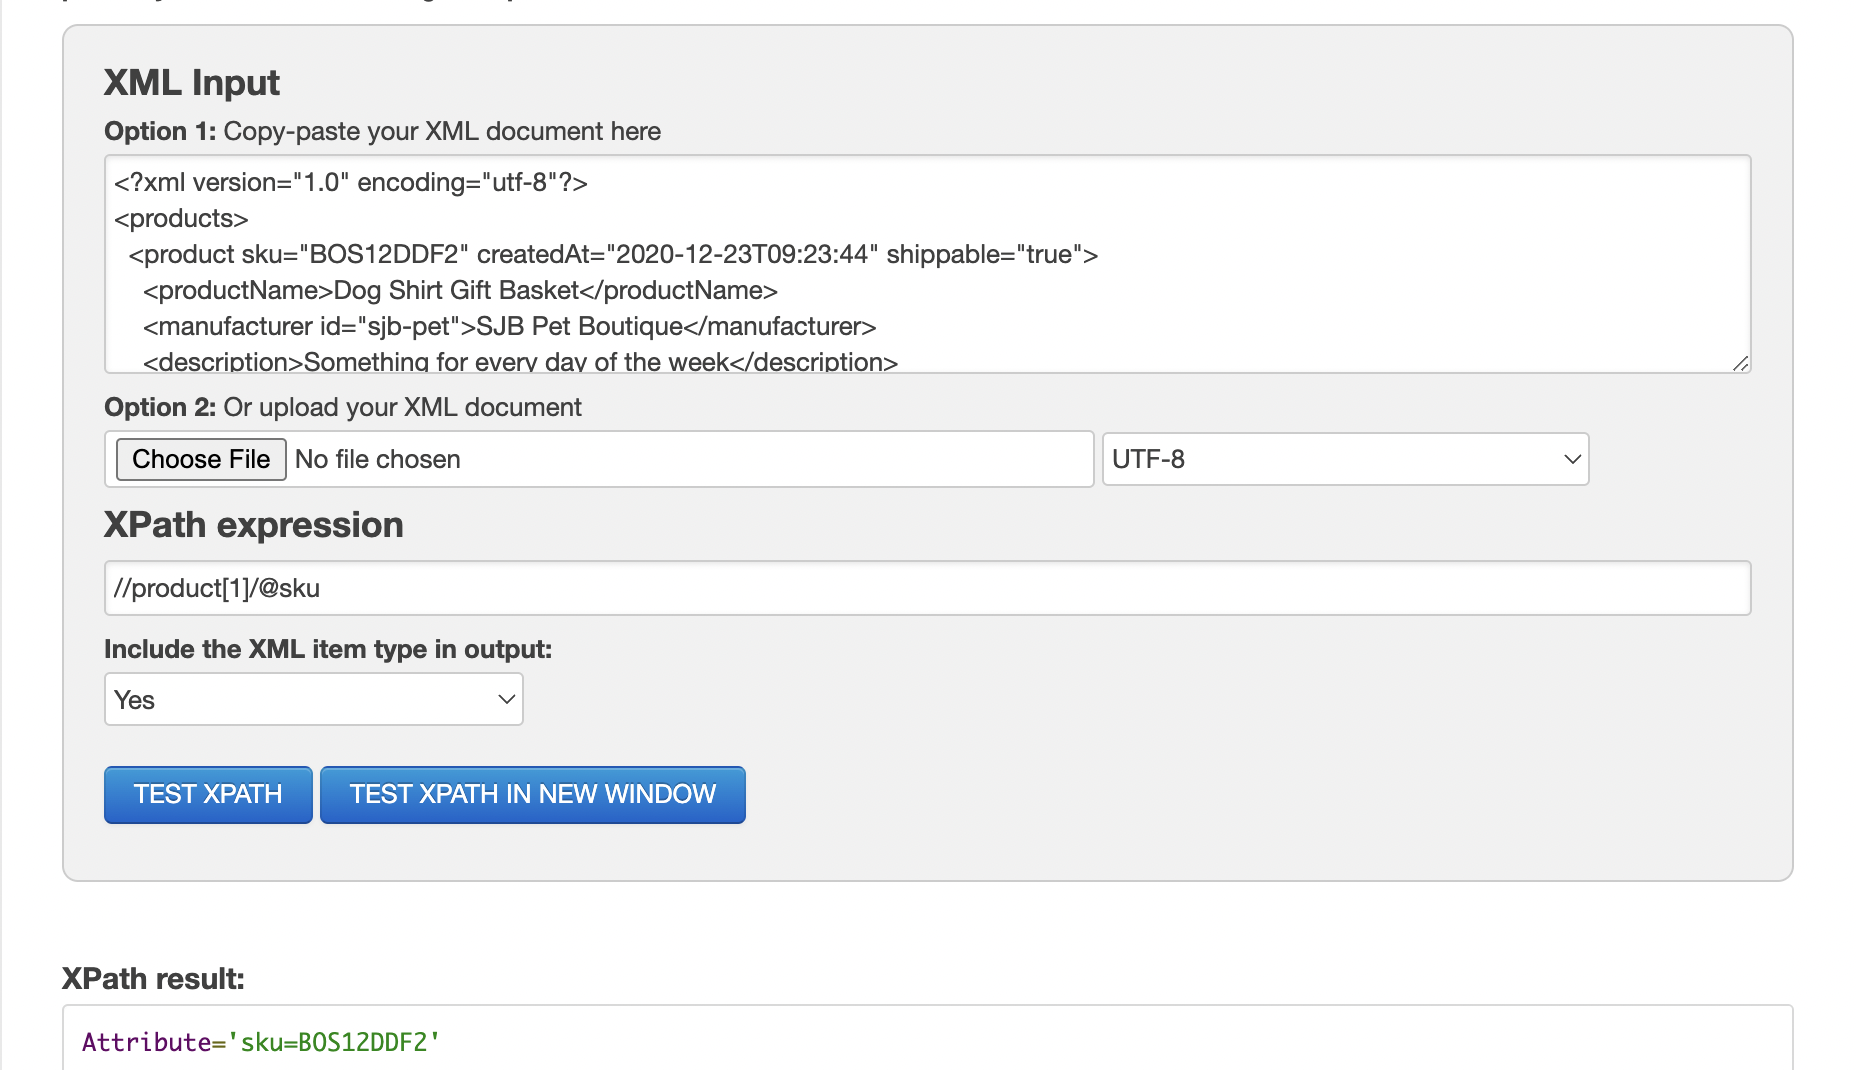 XML Input
Option 1: Copy-paste your XML document here
<?xml version="1.0" encoding="utf-8"?>
<products>
<product sku="BOS12DDF2" createdAt="2020-12-23T09:23:44" shippable="true">
<productName>Dog Shirt Gift Basket</productName>
<manufacturer id="sjb-pet">SJB Pet Boutique</manufacturer>
<description>Something for every day of the week</description>
Option 2: Or upload your XML document
Choose File No file chosen UTF-8
XPath expression
//product[1]/@sku
Include the XML item type in output:
Yes
TEST XPATH TEST XPATH IN NEW WINDOW
XPath result:
Attribute='sku=BOS12DDF2'